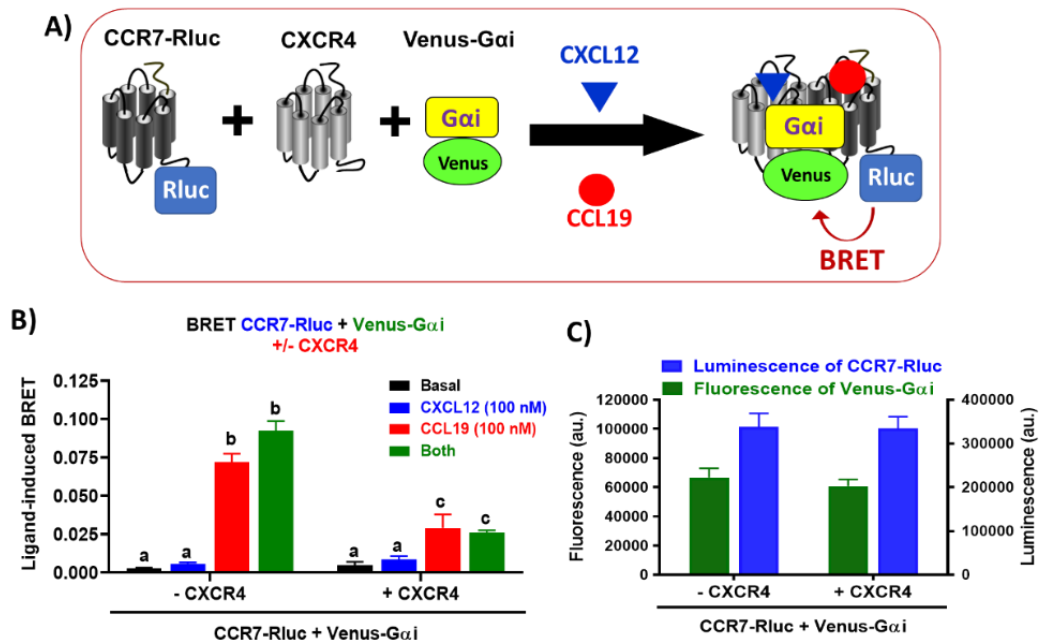 A)
CCR7-Rluc
CXCR4
Venus-Gαi
CXCL12
+
+
Gαi
Venus
Rluc
CCL19
Gαi
Venus
Rluc
BRET
B)
BRET CCR7-Rluc + Venus-Gαi
+/- CXCR4
Ligand-induced BRET
0.125
0.100
0.075
0.050
0.025
0.000
Basal
CXCL12 (100 nM)
CCL19 (100 nM)
Both
a
a
b
b
a
a
c
c
- CXCR4
+ CXCR4
CCR7-Rluc + Venus-Gαi
C)
Luminescence of CCR7-Rluc
Fluorescence of Venus-Gαi
Fluorescence (au.)
120000
100000
80000
60000
40000
20000
0
400000
300000
200000
100000
0
Luminescence (au.)
- CXCR4
+ CXCR4
CCR7-Rluc + Venus-Gαi